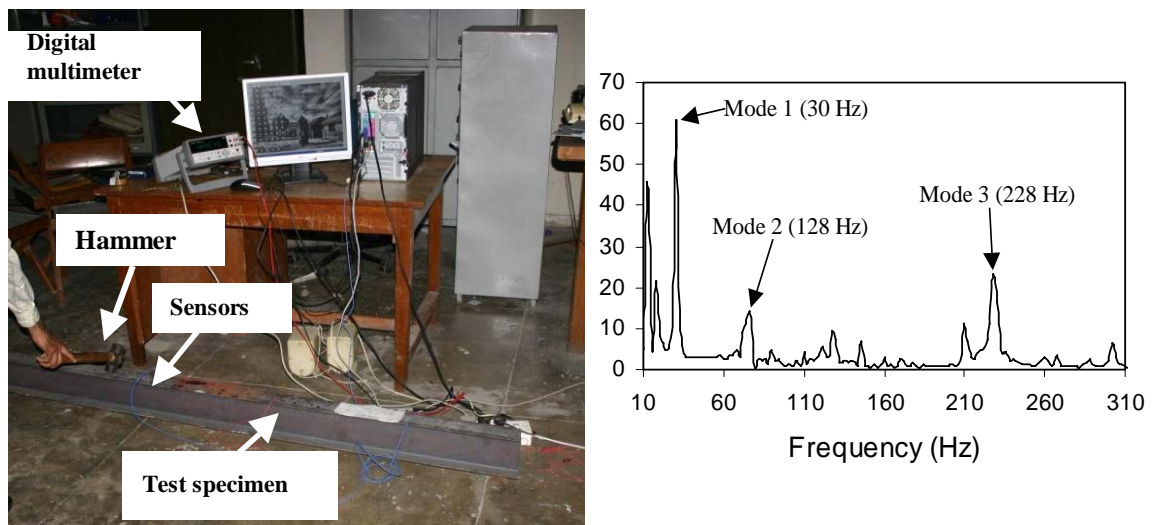 Digital
multimeter
Hammer
Sensors
Test specimen
70
60
50
40
30
20
10
0
Mode 1 (30 Hz)
Mode 2 (128 Hz)
Mode 3 (228 Hz)
10 60 110 160 210 260 310
Frequency (Hz)